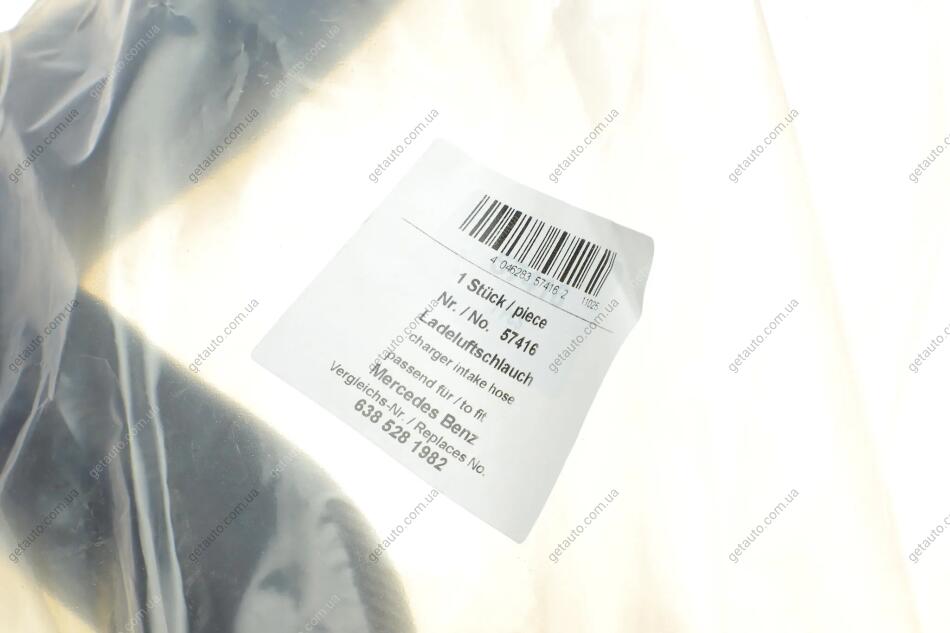 4 046283 57416 2
11025
1 Stück / piece
Nr. / No. 57416
Ladeluftschlauch
charger intake hose
passend für / to fit
Mercedes Benz
Vergleichs-Nr. / Replaces No.
638 528 1982
getauto.com.ua